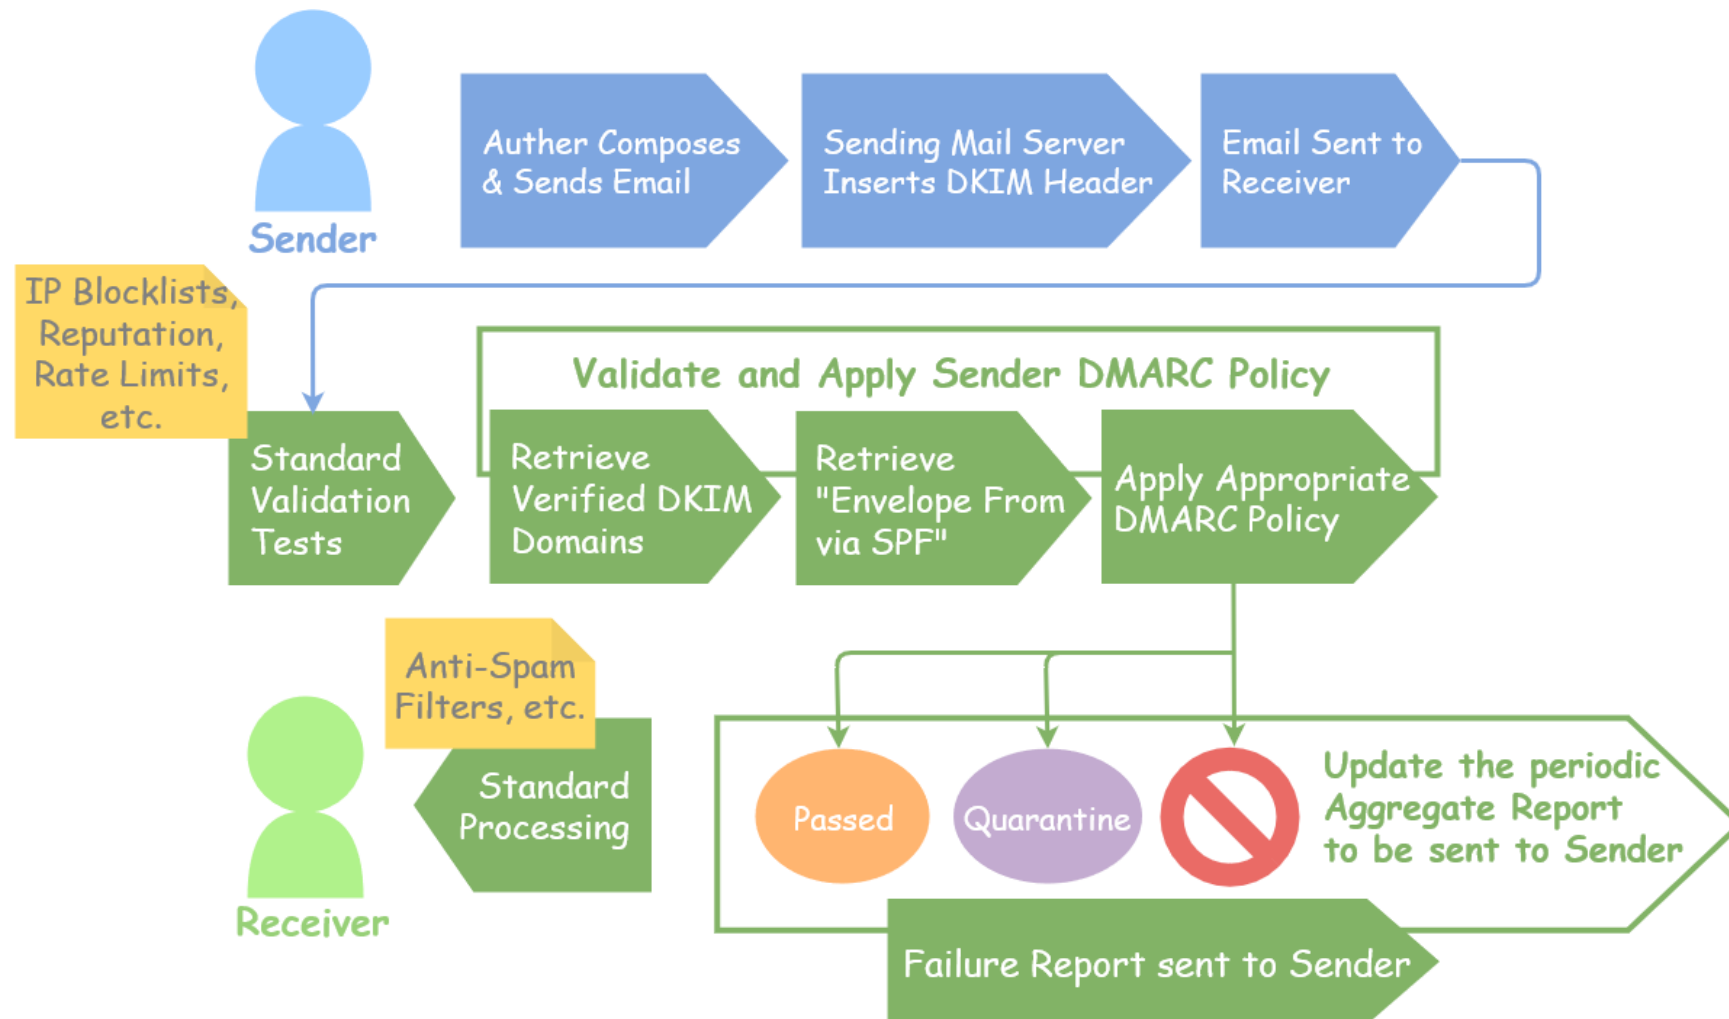 Auther Composes
& Sends Email
Sending Mail Server
Inserts DKIM Header
Email Sent to
Receiver
Sender
IP Blocklists,
Reputation,
Rate Limits,
etc.
Validate and Apply Sender DMARC Policy
Standard
Validation
Tests
Retrieve
Verified DKIM
Domains
Retrieve
"Envelope From
via SPF"
Apply Appropriate
DMARC Policy
Anti-Spam
Filters, etc.
Standard
Processing
Receiver
Passed
Quarantine
Update the periodic
Aggregate Report
to be sent to Sender
Failure Report sent to Sender